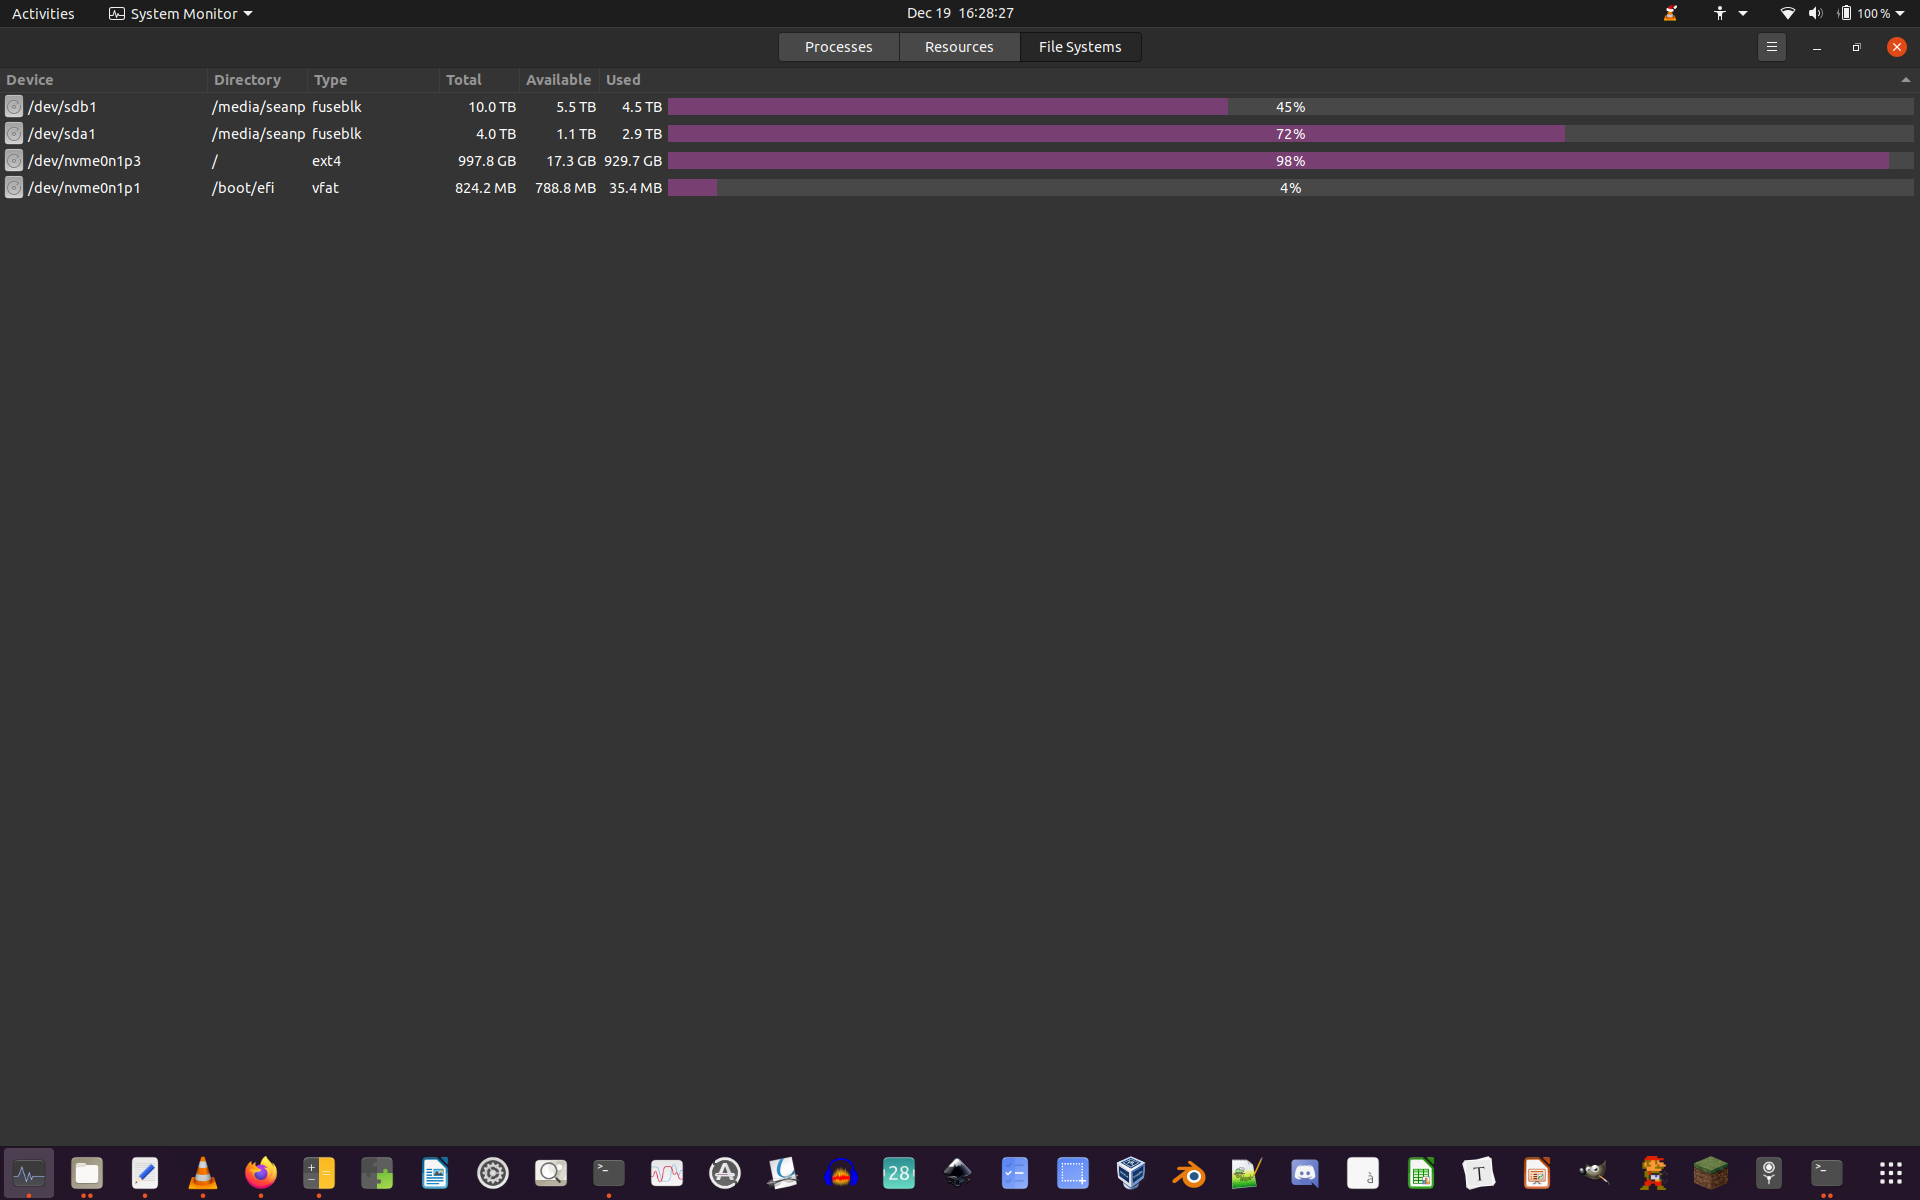 Activities System Monitor Dec 19 16:28:27 100 %
Processes Resources File Systems
Device Directory Type Total Available Used
/dev/sdb1 /media/seanp fuseblk 10.0 TB 5.5 TB 4.5 TB 45%
/dev/sda1 /media/seanp fuseblk 4.0 TB 1.1 TB 2.9 TB 72%
/dev/nvme0n1p3 / ext4 997.8 GB 17.3 GB 929.7 GB 98%
/dev/nvme0n1p1 /boot/efi vfat 824.2 MB 788.8 MB 35.4 MB 4%
>_ 28 a T >_